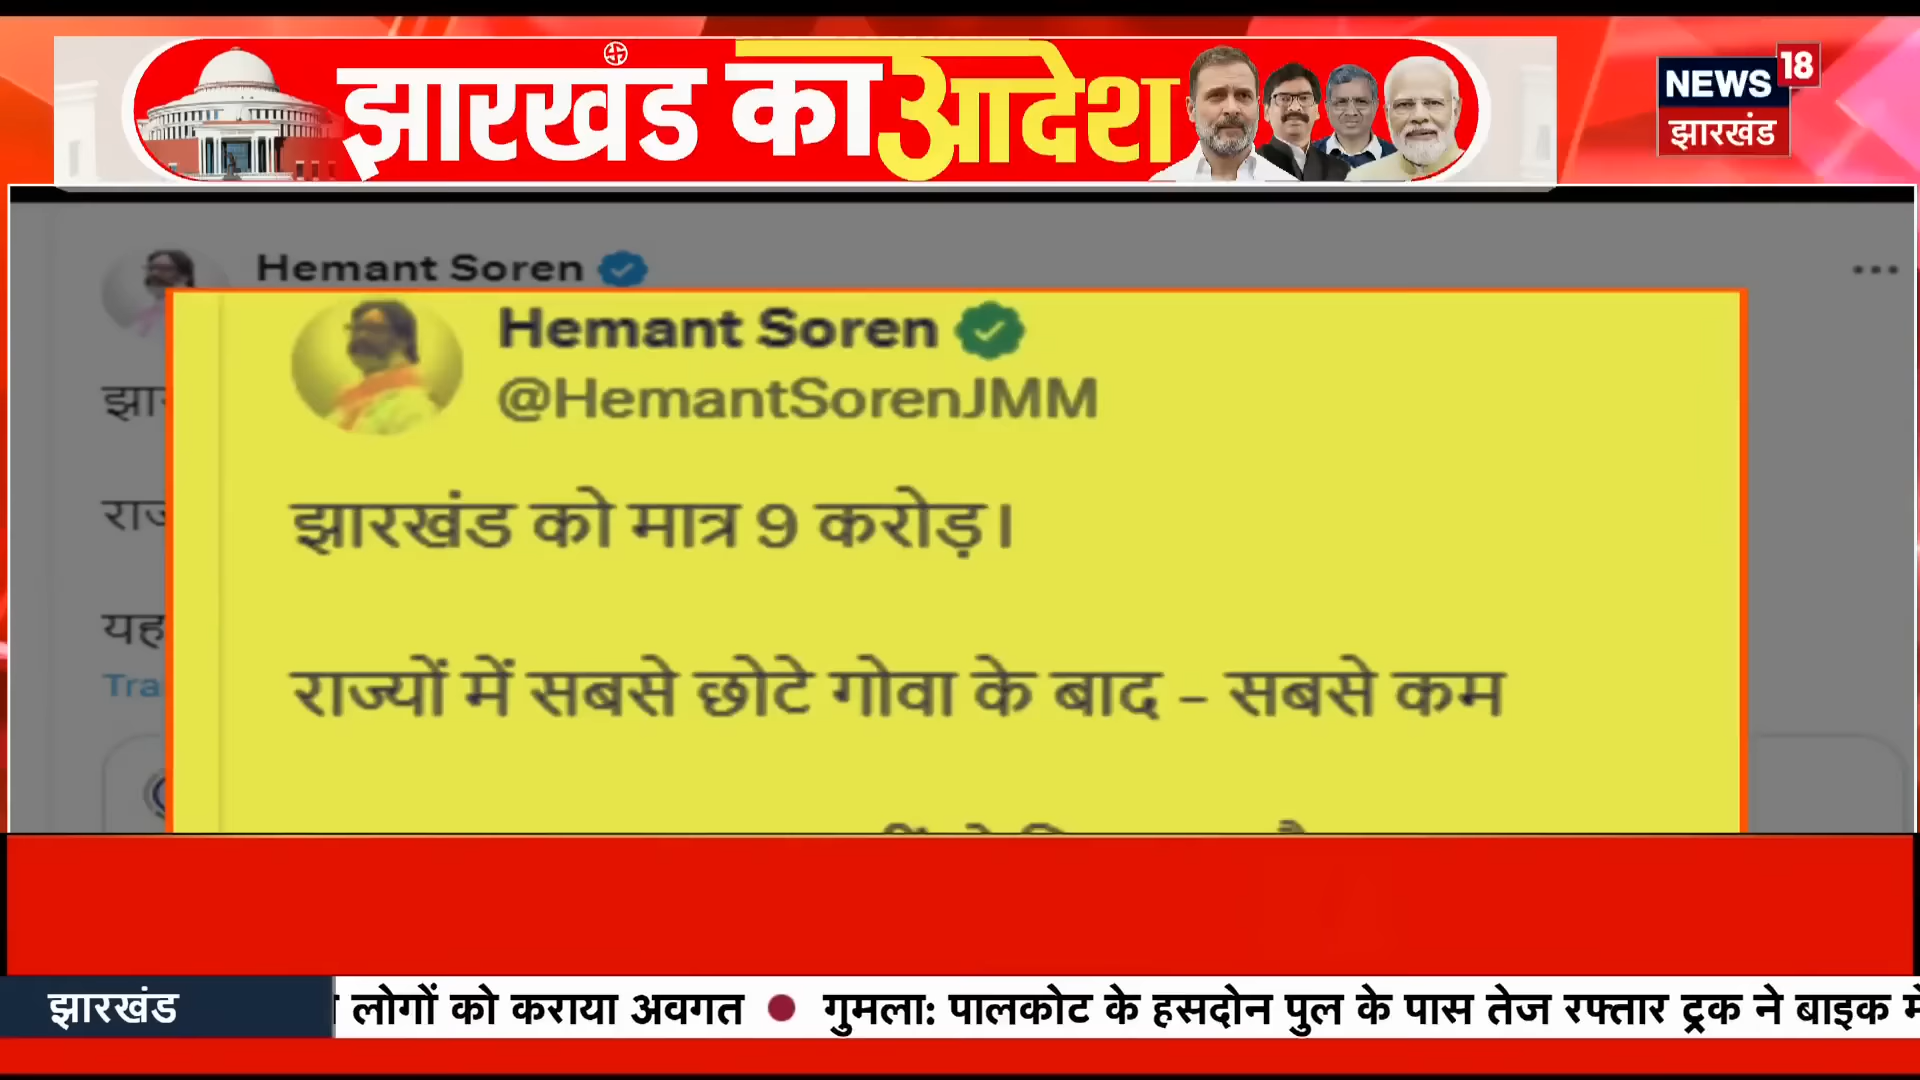 झारखंड का आदेश
NEWS 18
झारखंड
Hemant Soren
Hemant Soren
@HemantSorenJMM
झारखंड को मात्र 9 करोड़।
राज्यों में सबसे छोटे गोवा के बाद - सबसे कम
झारखंड
लोगों को कराया अवगत ● गुमला: पालकोट के हसदोन पुल के पास तेज रफ्तार ट्रक ने बाइक में